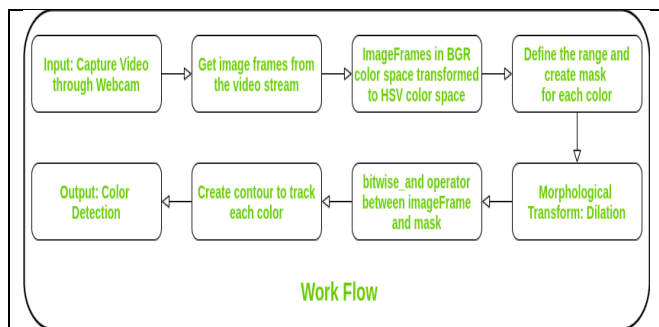 Input: Capture Video
through Webcam
Get image frames from
the video stream
ImageFrames in BGR
color space transformed
to HSV color space
Define the range and
create mask
for each color
Morphological
Transform: Dilation
bitwise_and operator
between imageFrame
and mask
Create contour to track
each color
Output: Color
Detection
Work Flow